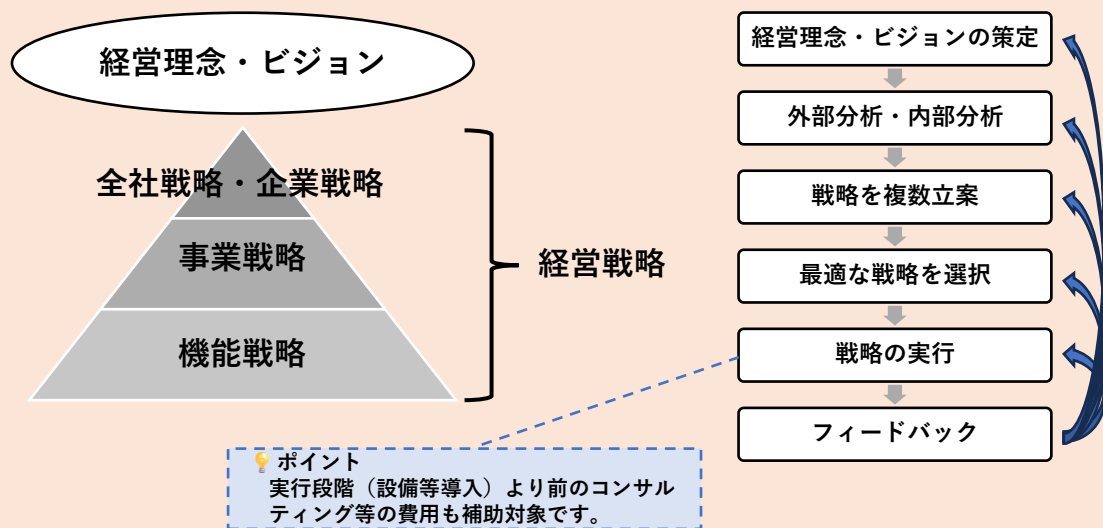 経営理念・ビジョン
全社戦略・企業戦略
事業戦略
機能戦略
経営戦略
経営理念・ビジョンの策定
外部分析・内部分析
戦略を複数立案
最適な戦略を選択
戦略の実行
フィードバック
ポイント
実行段階（設備等導入）より前のコンサル
ティング等の費用も補助対象です。